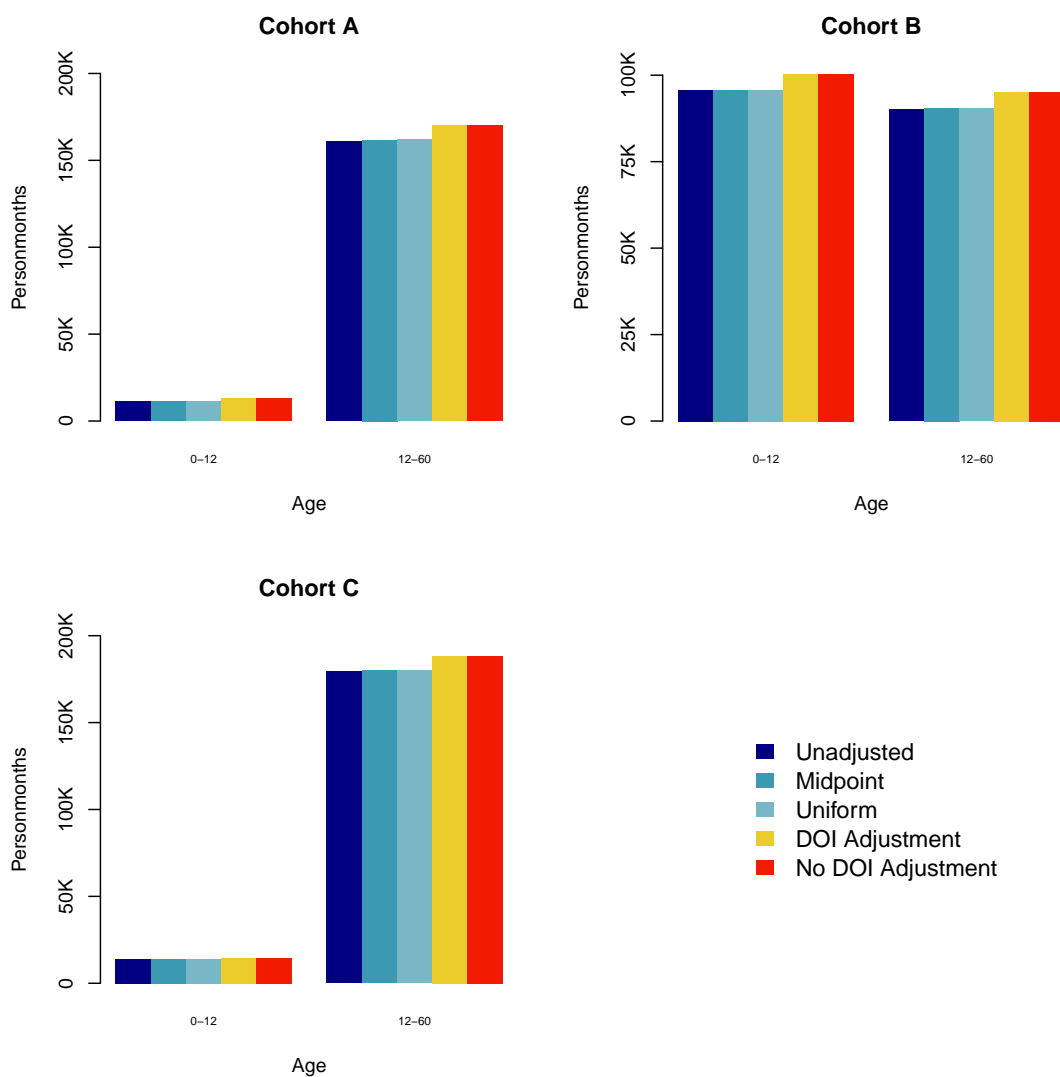 Cohort A
Personmonths
0
50K
100K
150K
200K
0–12
12–60
Age
Cohort B
Personmonths
0
25K
50K
75K
100K
0–12
12–60
Age
Cohort C
Personmonths
0
50K
100K
150K
200K
0–12
12–60
Age
Unadjusted
Midpoint
Uniform
DOI Adjustment
No DOI Adjustment